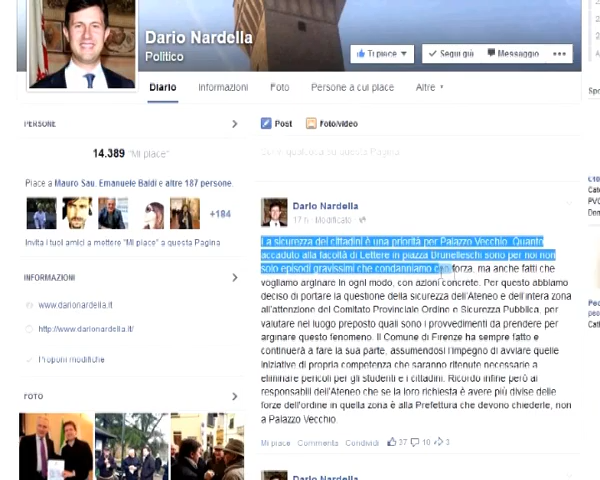 Dario Nardella
Politico
Ti piace
Segui già
Messaggio
Diario
Informazioni
Foto
Persone a cui piace
Altre
PERSONE
14.389 "Mi piace"
Piace a Mauro Sau, Emanuele Baldi e altre 187 persone.
+184
Invita i tuoi amici a mettere "Mi piace" a questa Pagina
INFORMAZIONI
www.darionardella.it
http://www.darionardella.it/
Proponi modifiche
FOTO
Post
Foto/video
Scrivi qualcosa su questa Pagina
Dario Nardella
17 h · Modificato
La sicurezza dei cittadini è una priorità per Palazzo Vecchio. Quanto
accaduto alla facoltà di Lettere in piazza Brunelleschi sono per noi non
solo episodi gravissimi che condanniamo con forza, ma anche fatti che
vogliamo arginare in ogni modo, con azioni concrete. Per questo abbiamo
deciso di portare la questione della sicurezza dell'Ateneo e dell'intera zona
all'attenzione del Comitato Provinciale Ordine e Sicurezza Pubblica, per
valutare nel luogo preposto quali sono i provvedimenti da prendere per
arginare questo fenomeno. Il Comune di Firenze ha sempre fatto e
continuerà a fare la sua parte, assumendosi l'impegno di avviare quelle
iniziative di propria competenza che saranno ritenute necessarie a
eliminare pericoli per gli studenti e i cittadini. Ricordo infine però ai
responsabili dell'Ateneo che se la loro richiesta è avere più divise delle
forze dell'ordine in quella zona è alla Prefettura che devono chiederle, non
a Palazzo Vecchio.
Mi piace Commenta Condividi 37 10 3
Dario Nardella